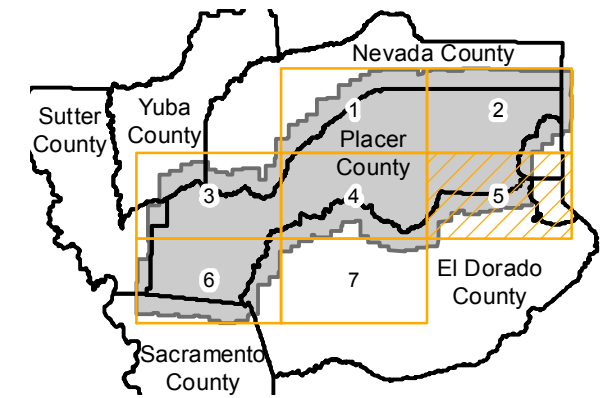 Nevada County
Sutter
County
Yuba
County
1
2
Placer
County
3
4
5
6
7
El Dorado
County
Sacramento
County